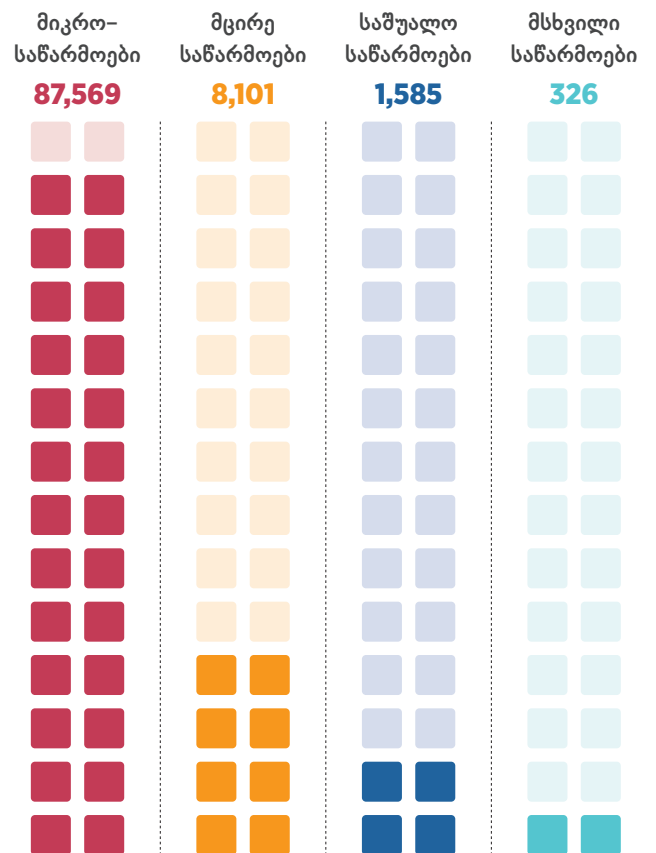 მიკრო–
საწარმოები
87,569
მცირე
საწარმოები
8,101
საშუალო
საწარმოები
1,585
მსხვილი
საწარმოები
326